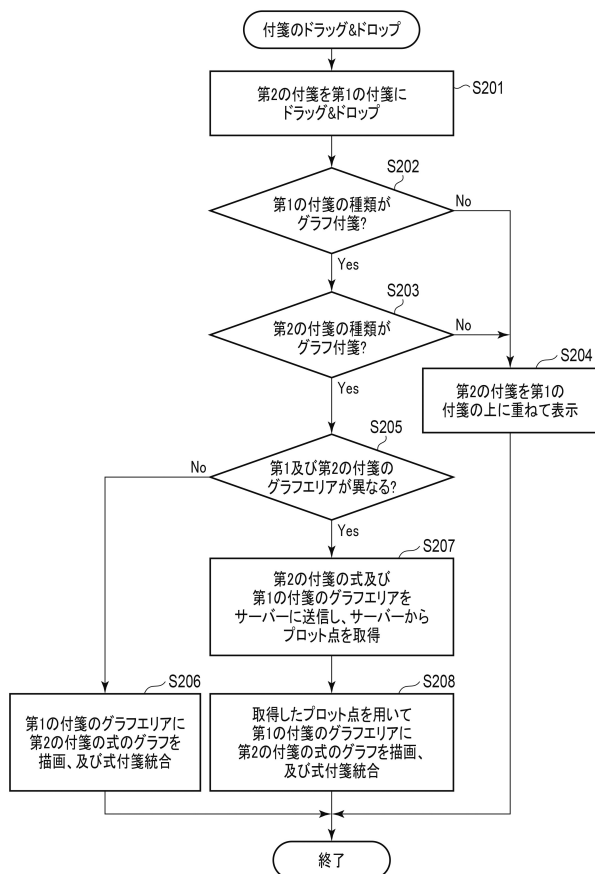 付箋のドラッグ&ドロップ
S201
第2の付箋を第1の付箋に
ドラッグ&ドロップ
S202
第1の付箋の種類が
グラフ付箋?
No
Yes
S203
第2の付箋の種類が
グラフ付箋?
No
Yes
S204
第2の付箋を第1の
付箋の上に重ねて表示
S205
第1及び第2の付箋の
グラフエリアが異なる?
No
Yes
S207
第2の付箋の式及び
第1の付箋のグラフエリアを
サーバーに送信し、サーバーから
プロット点を取得
S206
第1の付箋のグラフエリアに
第2の付箋の式のグラフを
描画、及び式付箋統合
S208
取得したプロット点を用いて
第1の付箋のグラフエリアに
第2の付箋の式のグラフを描画、
及び式付箋統合
終了